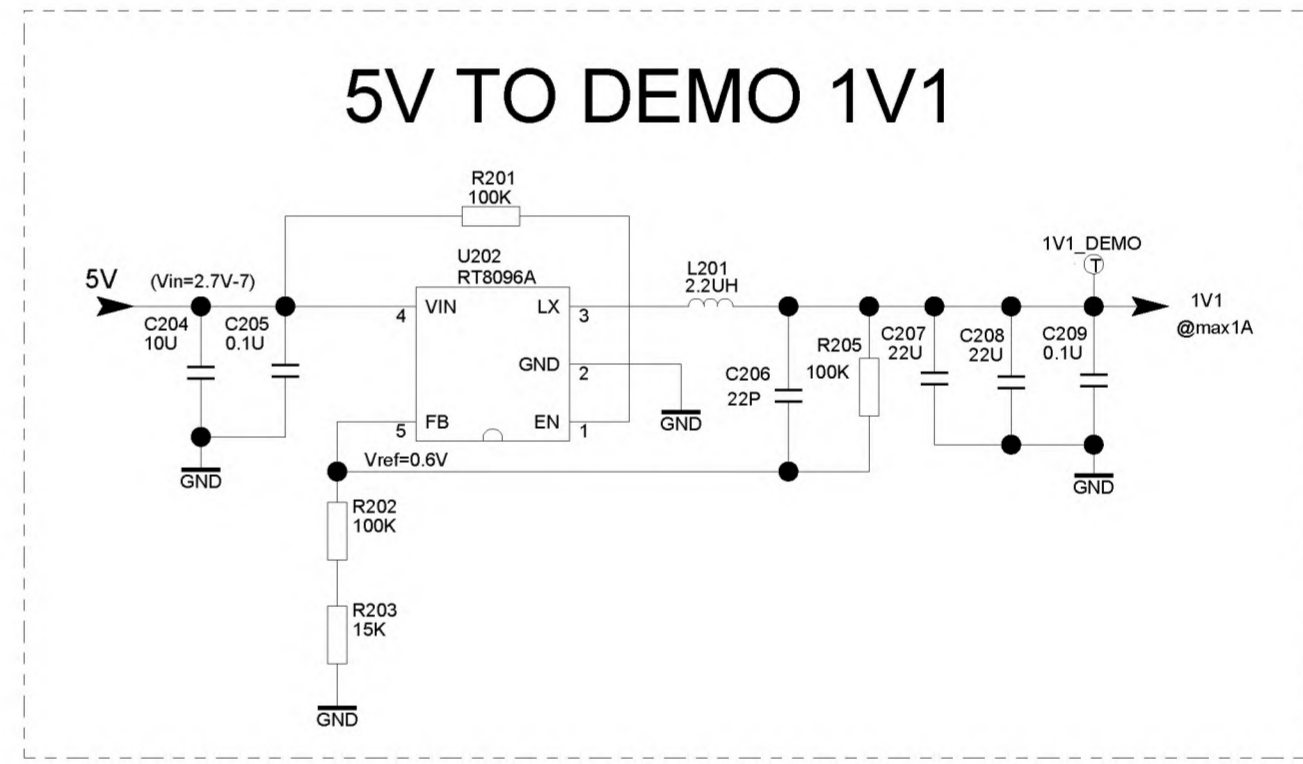 5V TO DEMO 1V1
R201
100K
U202
RT8096A
1V1_DEMO
T
5V
(Vin=2.7V-7)
L201
2.2UH
1V1
@max1A
C204
10U
C205
0.1U
4
VIN
LX
3
GND
2
FB
5
EN
1
GND
C206
22P
R205
100K
C207
22U
C208
22U
C209
0.1U
Vref=0.6V
GND
GND
R202
100K
R203
15K
GND